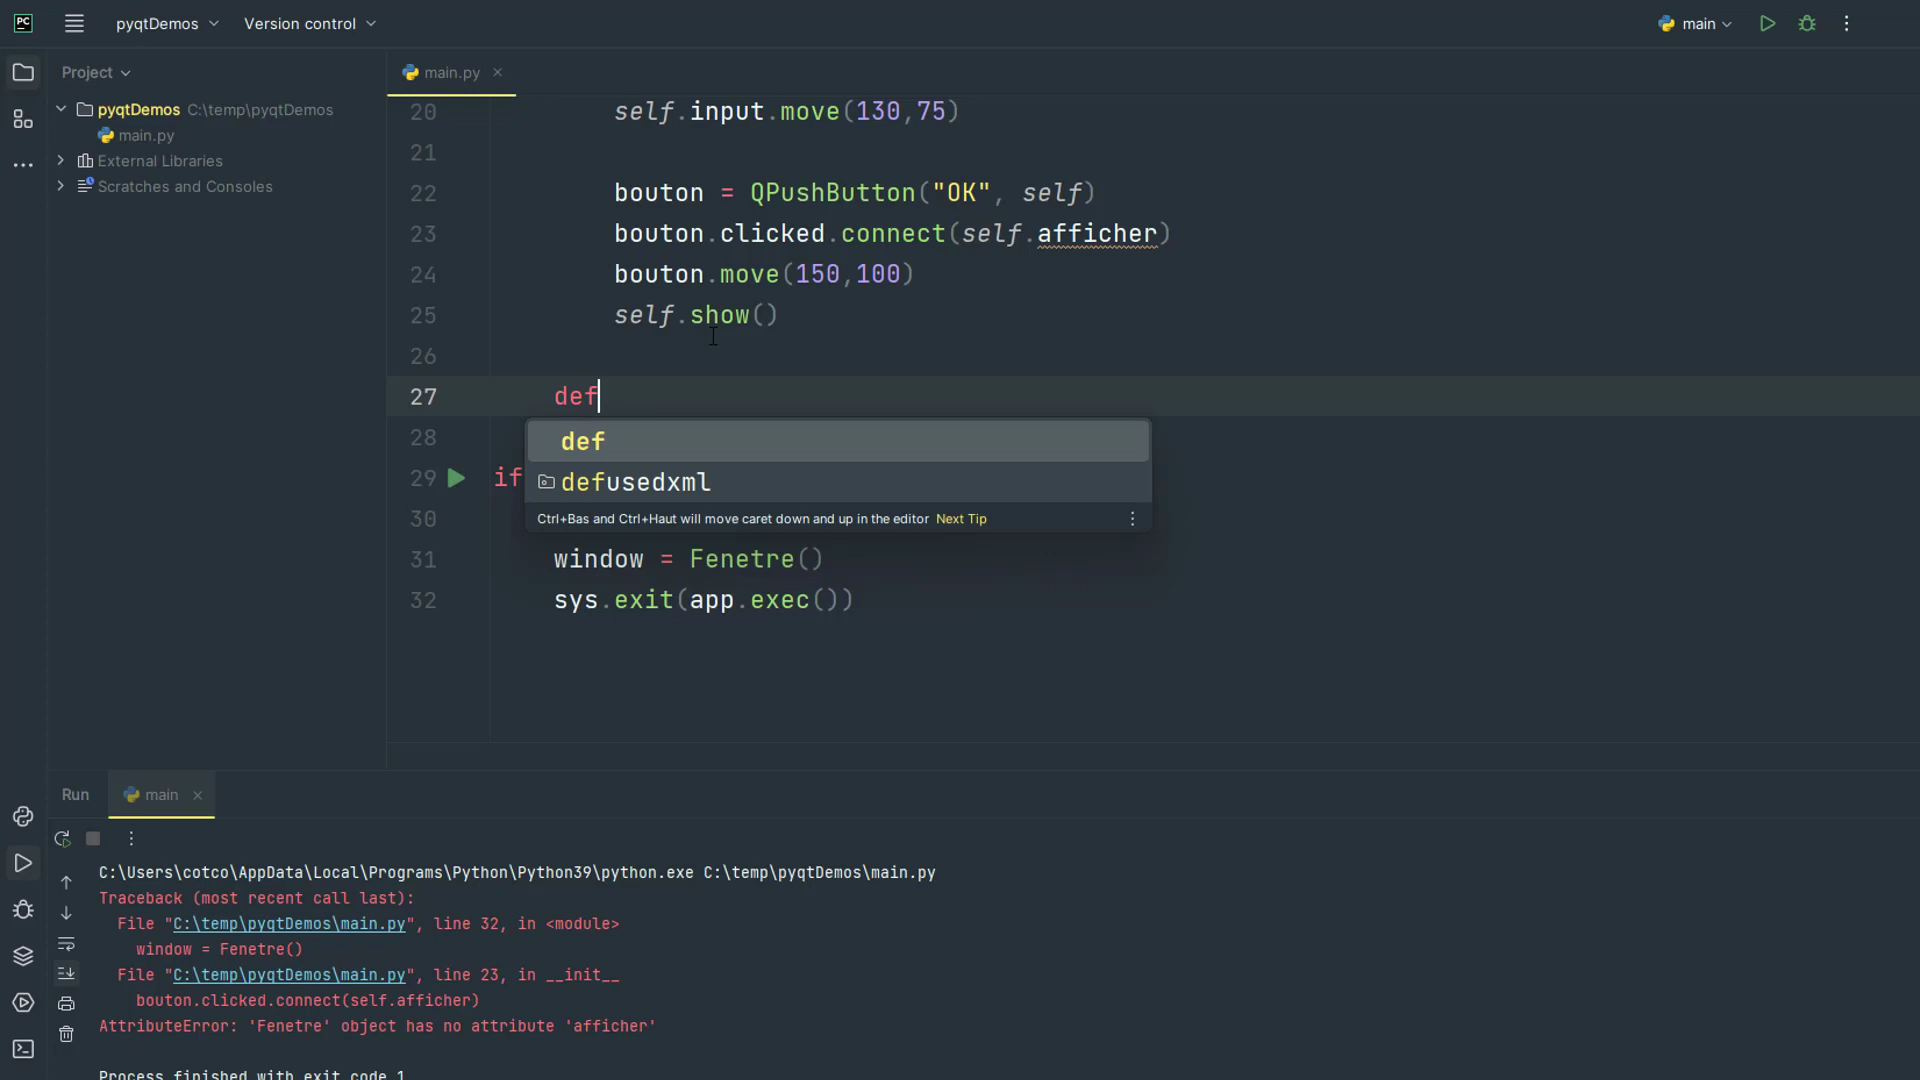 PC pyqtDemos Version control main
Project
main.py
pyqtDemos C:\temp\pyqtDemos
main.py
External Libraries
Scratches and Consoles
20 self.input.move(130,75)
21
22 bouton = QPushButton("OK", self)
23 bouton.clicked.connect(self.afficher)
24 bouton.move(150,100)
25 self.show()
26
27 def
28
29 if
30
31 window = Fenetre()
32 sys.exit(app.exec())
def
defusedxml
Ctrl+Bas and Ctrl+Haut will move caret down and up in the editor Next Tip
Run main
C:\Users\cotco\AppData\Local\Programs\Python\Python39\python.exe C:\temp\pyqtDemos\main.py
Traceback (most recent call last):
File "C:\temp\pyqtDemos\main.py", line 32, in <module>
window = Fenetre()
File "C:\temp\pyqtDemos\main.py", line 23, in __init__
bouton.clicked.connect(self.afficher)
AttributeError: 'Fenetre' object has no attribute 'afficher'
Process finished with exit code 1